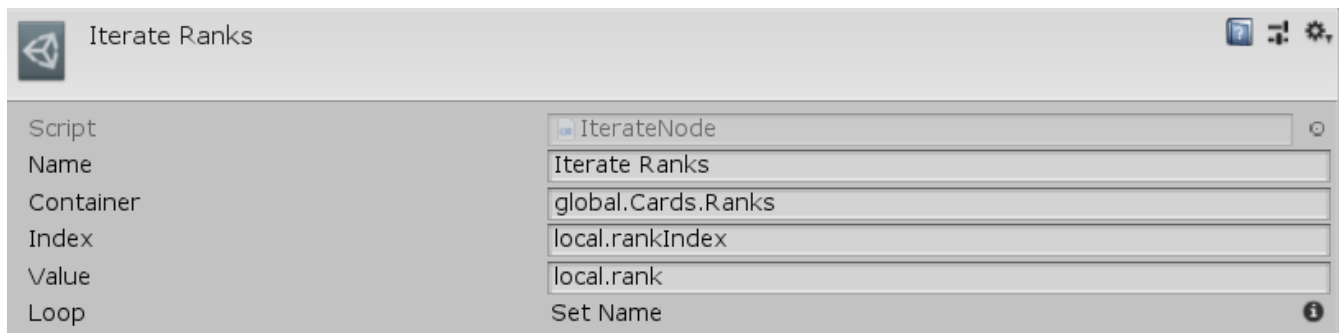 Iterate Ranks
Script IterateNode
Name Iterate Ranks
Container global.Cards.Ranks
Index local.rankIndex
Value local.rank
Loop Set Name